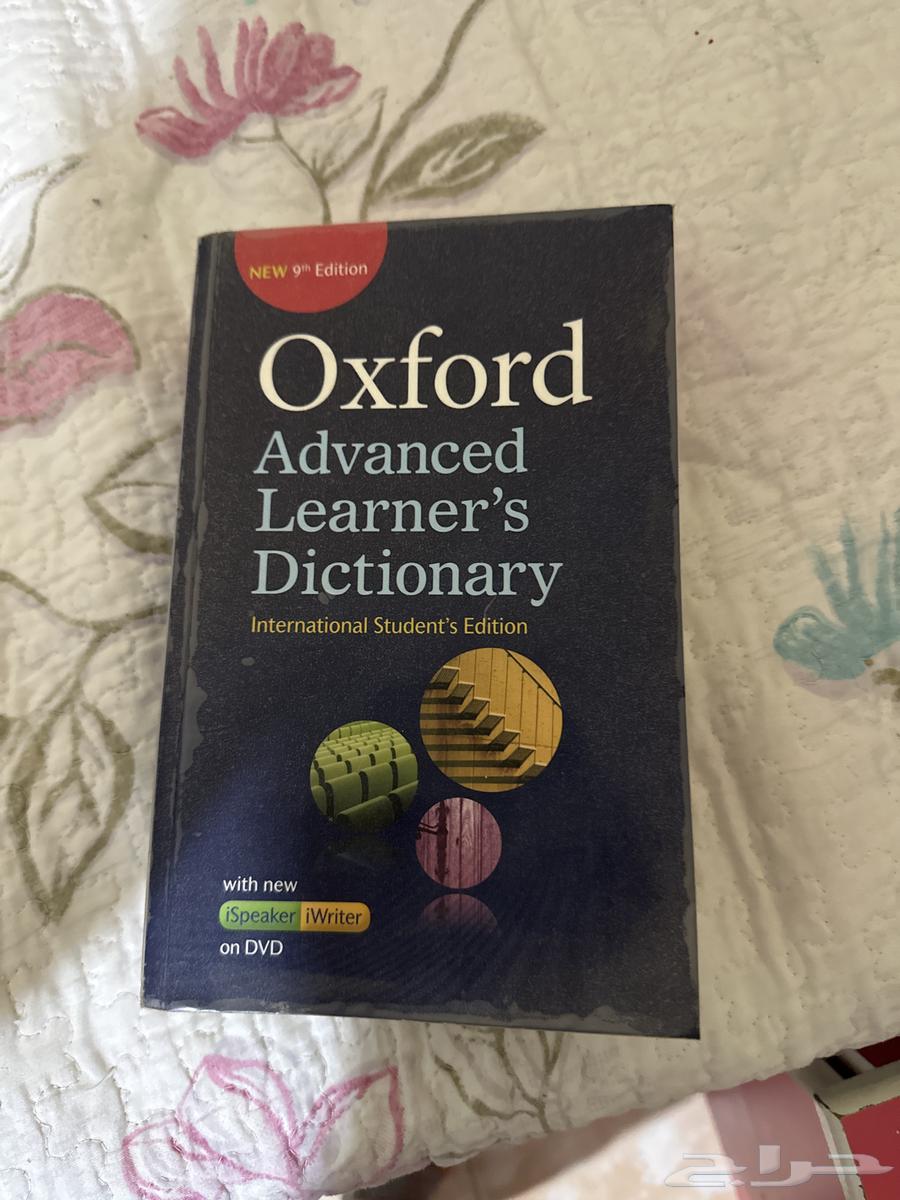 NEW 9th Edition
Oxford
Advanced
Learner's
Dictionary
International Student's Edition
with new
iSpeaker iWriter
on DVD
حراج